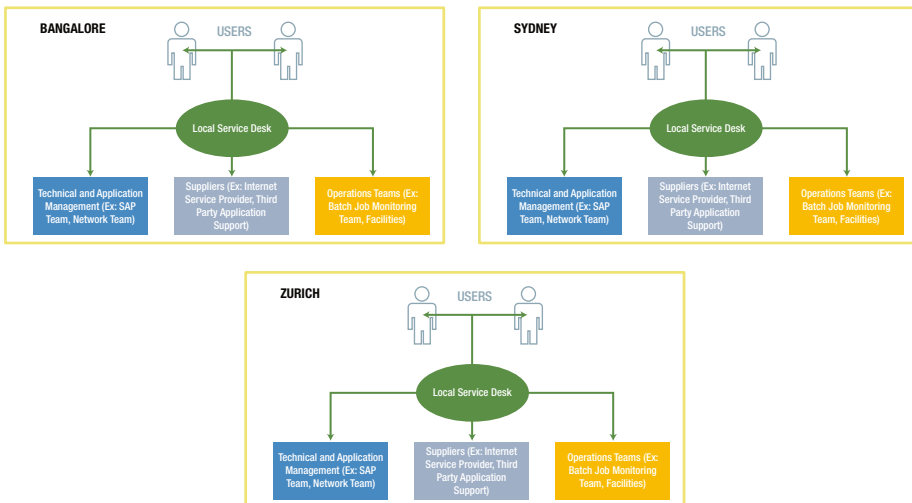 BANGALORE
USERS
Local Service Desk
Technical and Application
Management (Ex: SAP
Team, Network Team)
Suppliers (Ex: Internet
Service Provider, Third
Party Application
Support)
Operations Teams (Ex:
Batch Job Monitoring
Team, Facilities)
SYDNEY
USERS
Local Service Desk
Technical and Application
Management (Ex: SAP
Team, Network Team)
Suppliers (Ex: Internet
Service Provider, Third
Party Application
Support)
Operations Teams (Ex:
Batch Job Monitoring
Team, Facilities)
ZURICH
USERS
Local Service Desk
Technical and Application
Management (Ex: SAP
Team, Network Team)
Suppliers (Ex: Internet
Service Provider, Third
Party Application
Support)
Operations Teams (Ex:
Batch Job Monitoring
Team, Facilities)